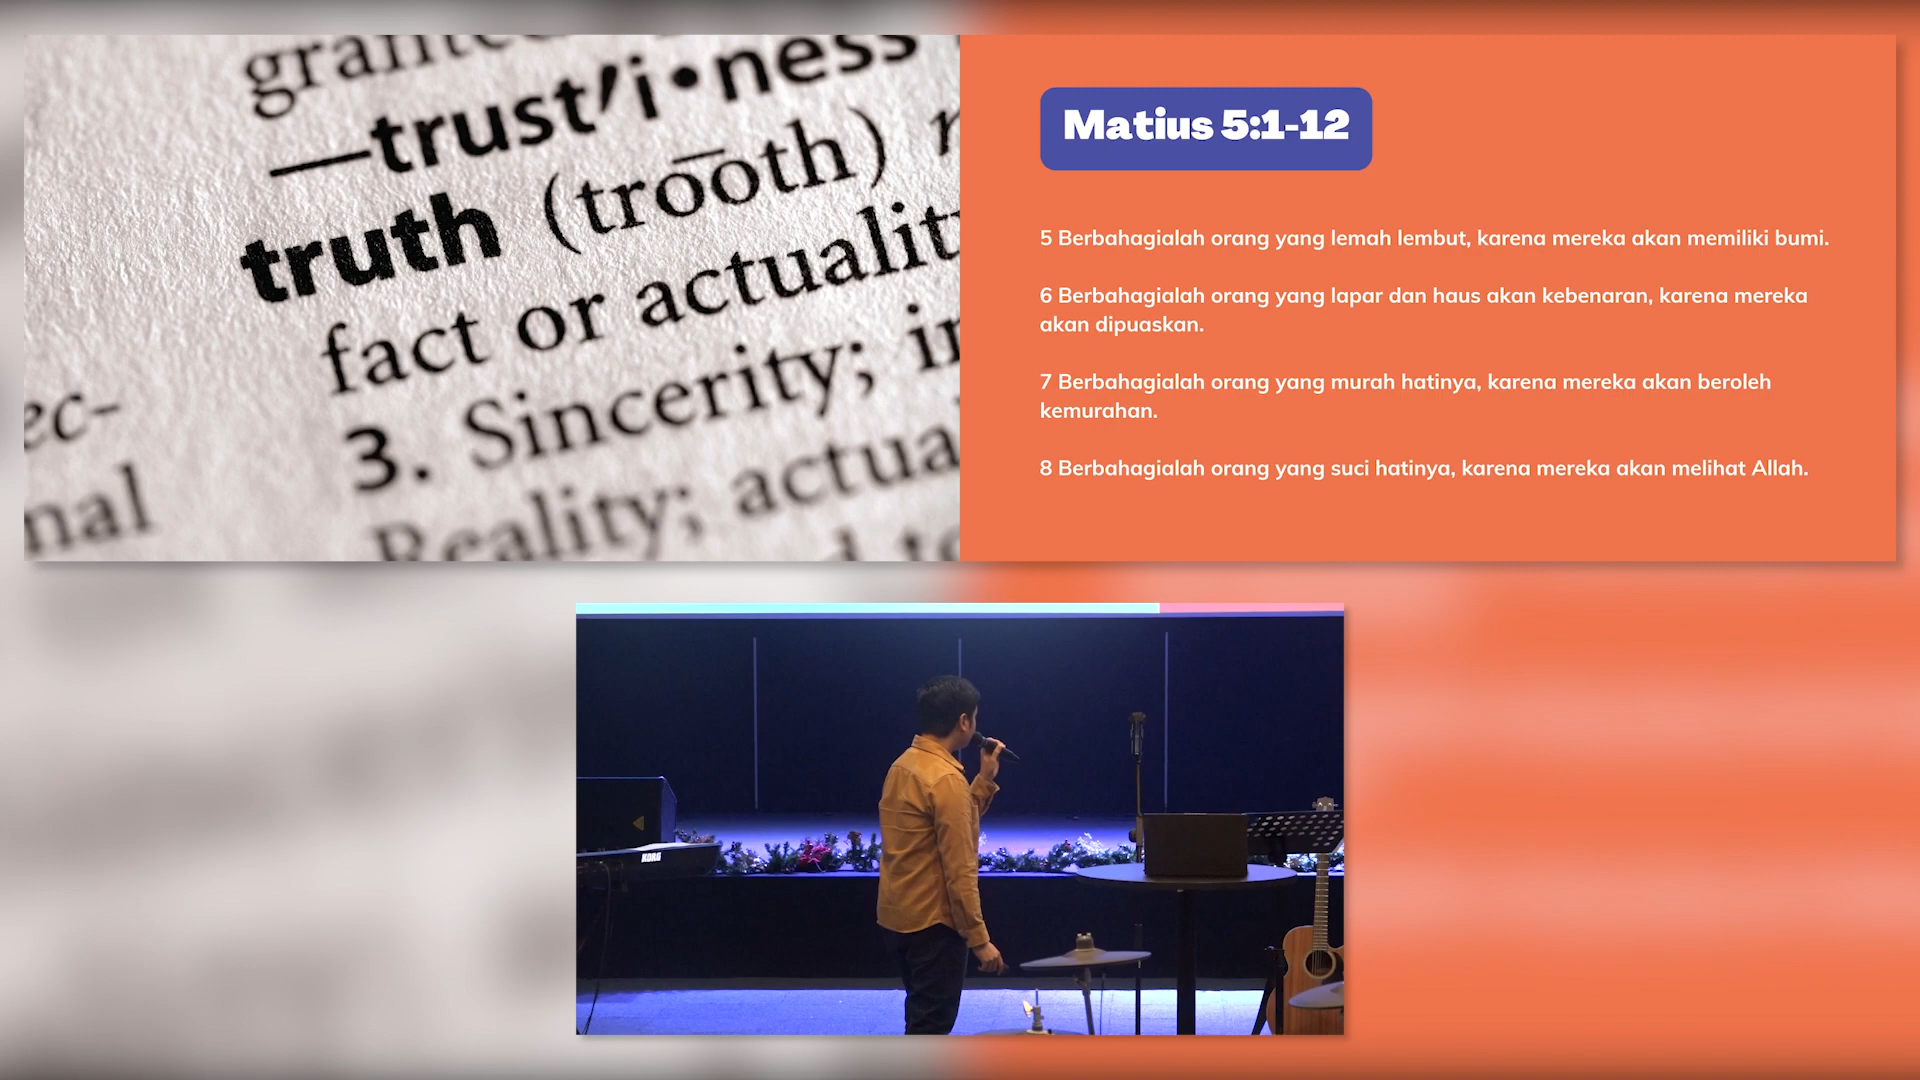 —trust'i•ness
truth (trōōth)
fact or
3. Sincerity;
Reality;
ec-
nal
Matius 5:1-12
5 Berbahagialah orang yang lemah lembut, karena mereka akan memiliki bumi.
6 Berbahagialah orang yang lapar dan haus akan kebenaran, karena mereka
akan dipuaskan.
7 Berbahagialah orang yang murah hatinya, karena mereka akan beroleh
kemurahan.
8 Berbahagialah orang yang suci hatinya, karena mereka akan melihat Allah.
KORG